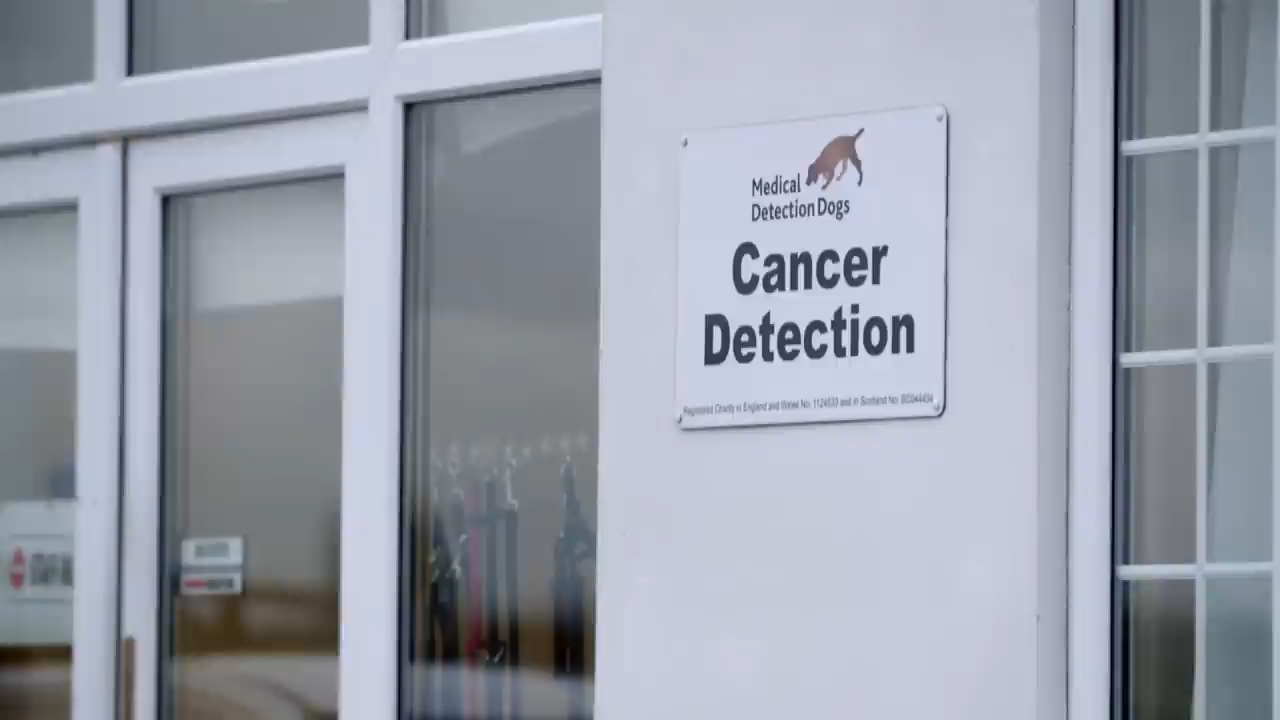 Medical
Detection Dogs
Cancer
Detection
Registered Charity in England and Wales No: 1124533 and in Scotland No: